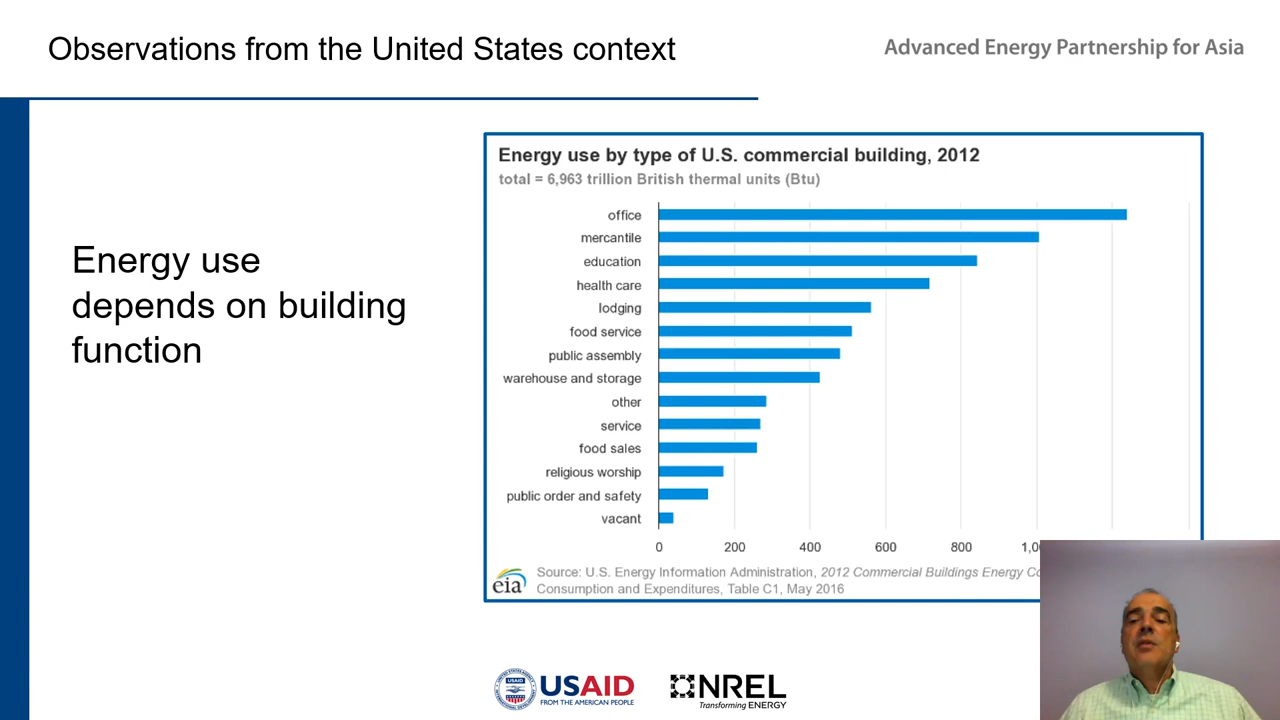 Observations from the United States context
Advanced Energy Partnership for Asia
Energy use
depends on building
function
Energy use by type of U.S. commercial building, 2012
total = 6,963 trillion British thermal units (Btu)
office
mercantile
education
health care
lodging
food service
public assembly
warehouse and storage
other
service
food sales
religious worship
public order and safety
vacant
0 200 400 600 800
eia
Source: U.S. Energy Information Administration, 2012 Commercial Buildings Energy
Consumption and Expenditures, Table C1, May 2016
USAID
FROM THE AMERICAN PEOPLE
NREL
Transforming ENERGY